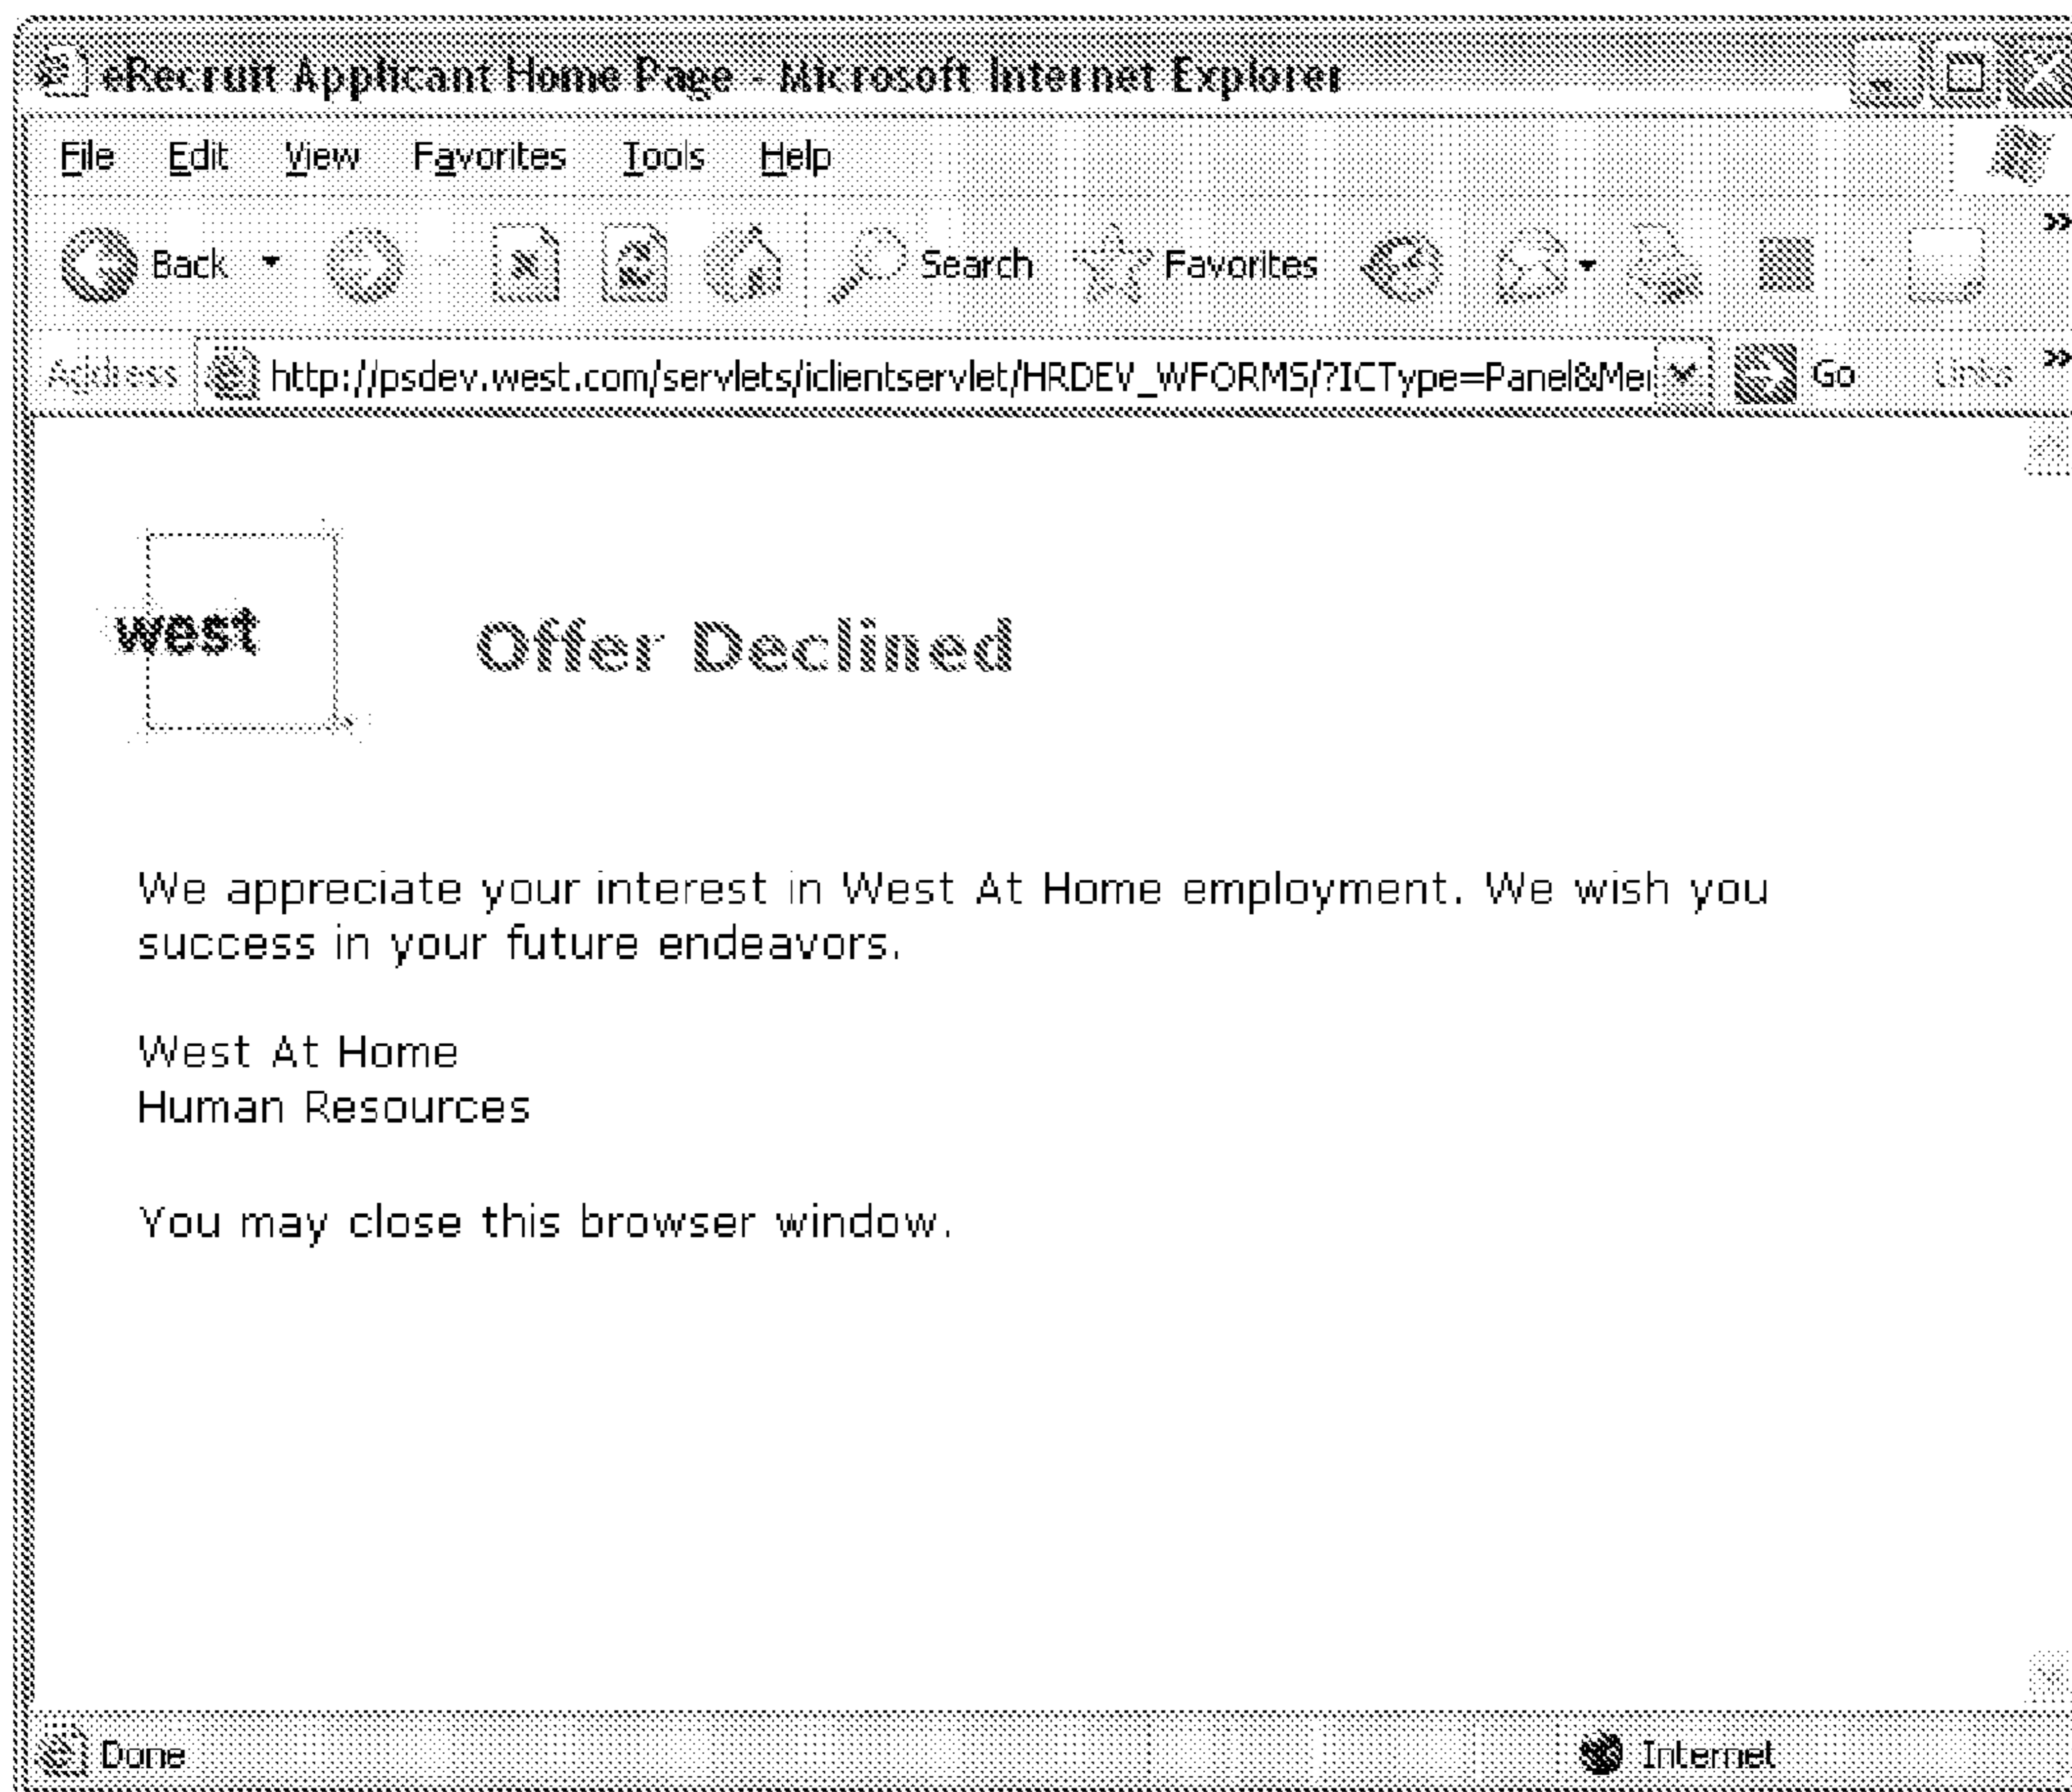 eRecruit Applicant Home Page - Microsoft Internet Explorer
File Edit View Favorites Tools Help
Back Search Favorites »
Address http://psdev.west.com/servlets/iclientservlet/HRDEV_WFORMS/?ICType=Panel&Me Go Links »
west
Offer Declined
We appreciate your interest in West At Home employment. We wish you
success in your future endeavors.
West At Home
Human Resources
You may close this browser window.
Done Internet